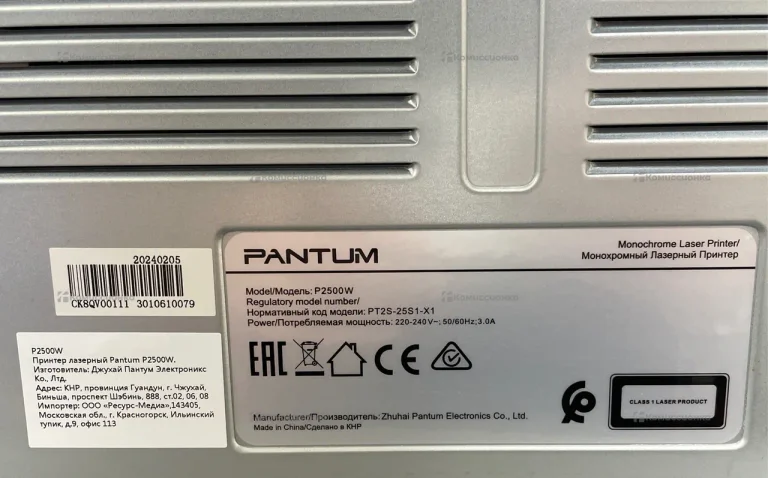 Комиссионка
Комиссионка
Комиссионка
Комиссионка
PANTUM
Monochrome Laser Printer/
Монохромный Лазерный Принтер
Model/Модель: P2500W
Regulatory model number/
Нормативный код модели: PT2S-25S1-X1
Power/Потребляемая мощность: 220-240V~; 50/60Hz; 3.0A
EAC
CE
CLASS 1 LASER PRODUCT
Manufacturer/Производитель: Zhuhai Pantum Electronics Co., Ltd.
Made in China/Сделано в КНР
20240205
CK8QV00111 3010610079
P2500W
Принтер лазерный Pantum P2500W.
Изготовитель: Джухай Пантум Электроникс
Ко., Лтд.
Адрес: КНР, провинция Гуандун, г. Чжухай,
Биньша, проспект Шэбинь, 888, ст.02, 06, 08
Импортер: ООО «Ресурс-Медиа»,143405,
Московская обл., г. Красногорск, Ильинский
тупик, д,9, офис 113